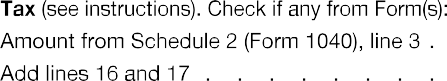 Tax (see instructions). Check if any from Form(s):
Amount from Schedule 2 (Form 1040), line 3 .
Add lines 16 and 17 . . . . . . .